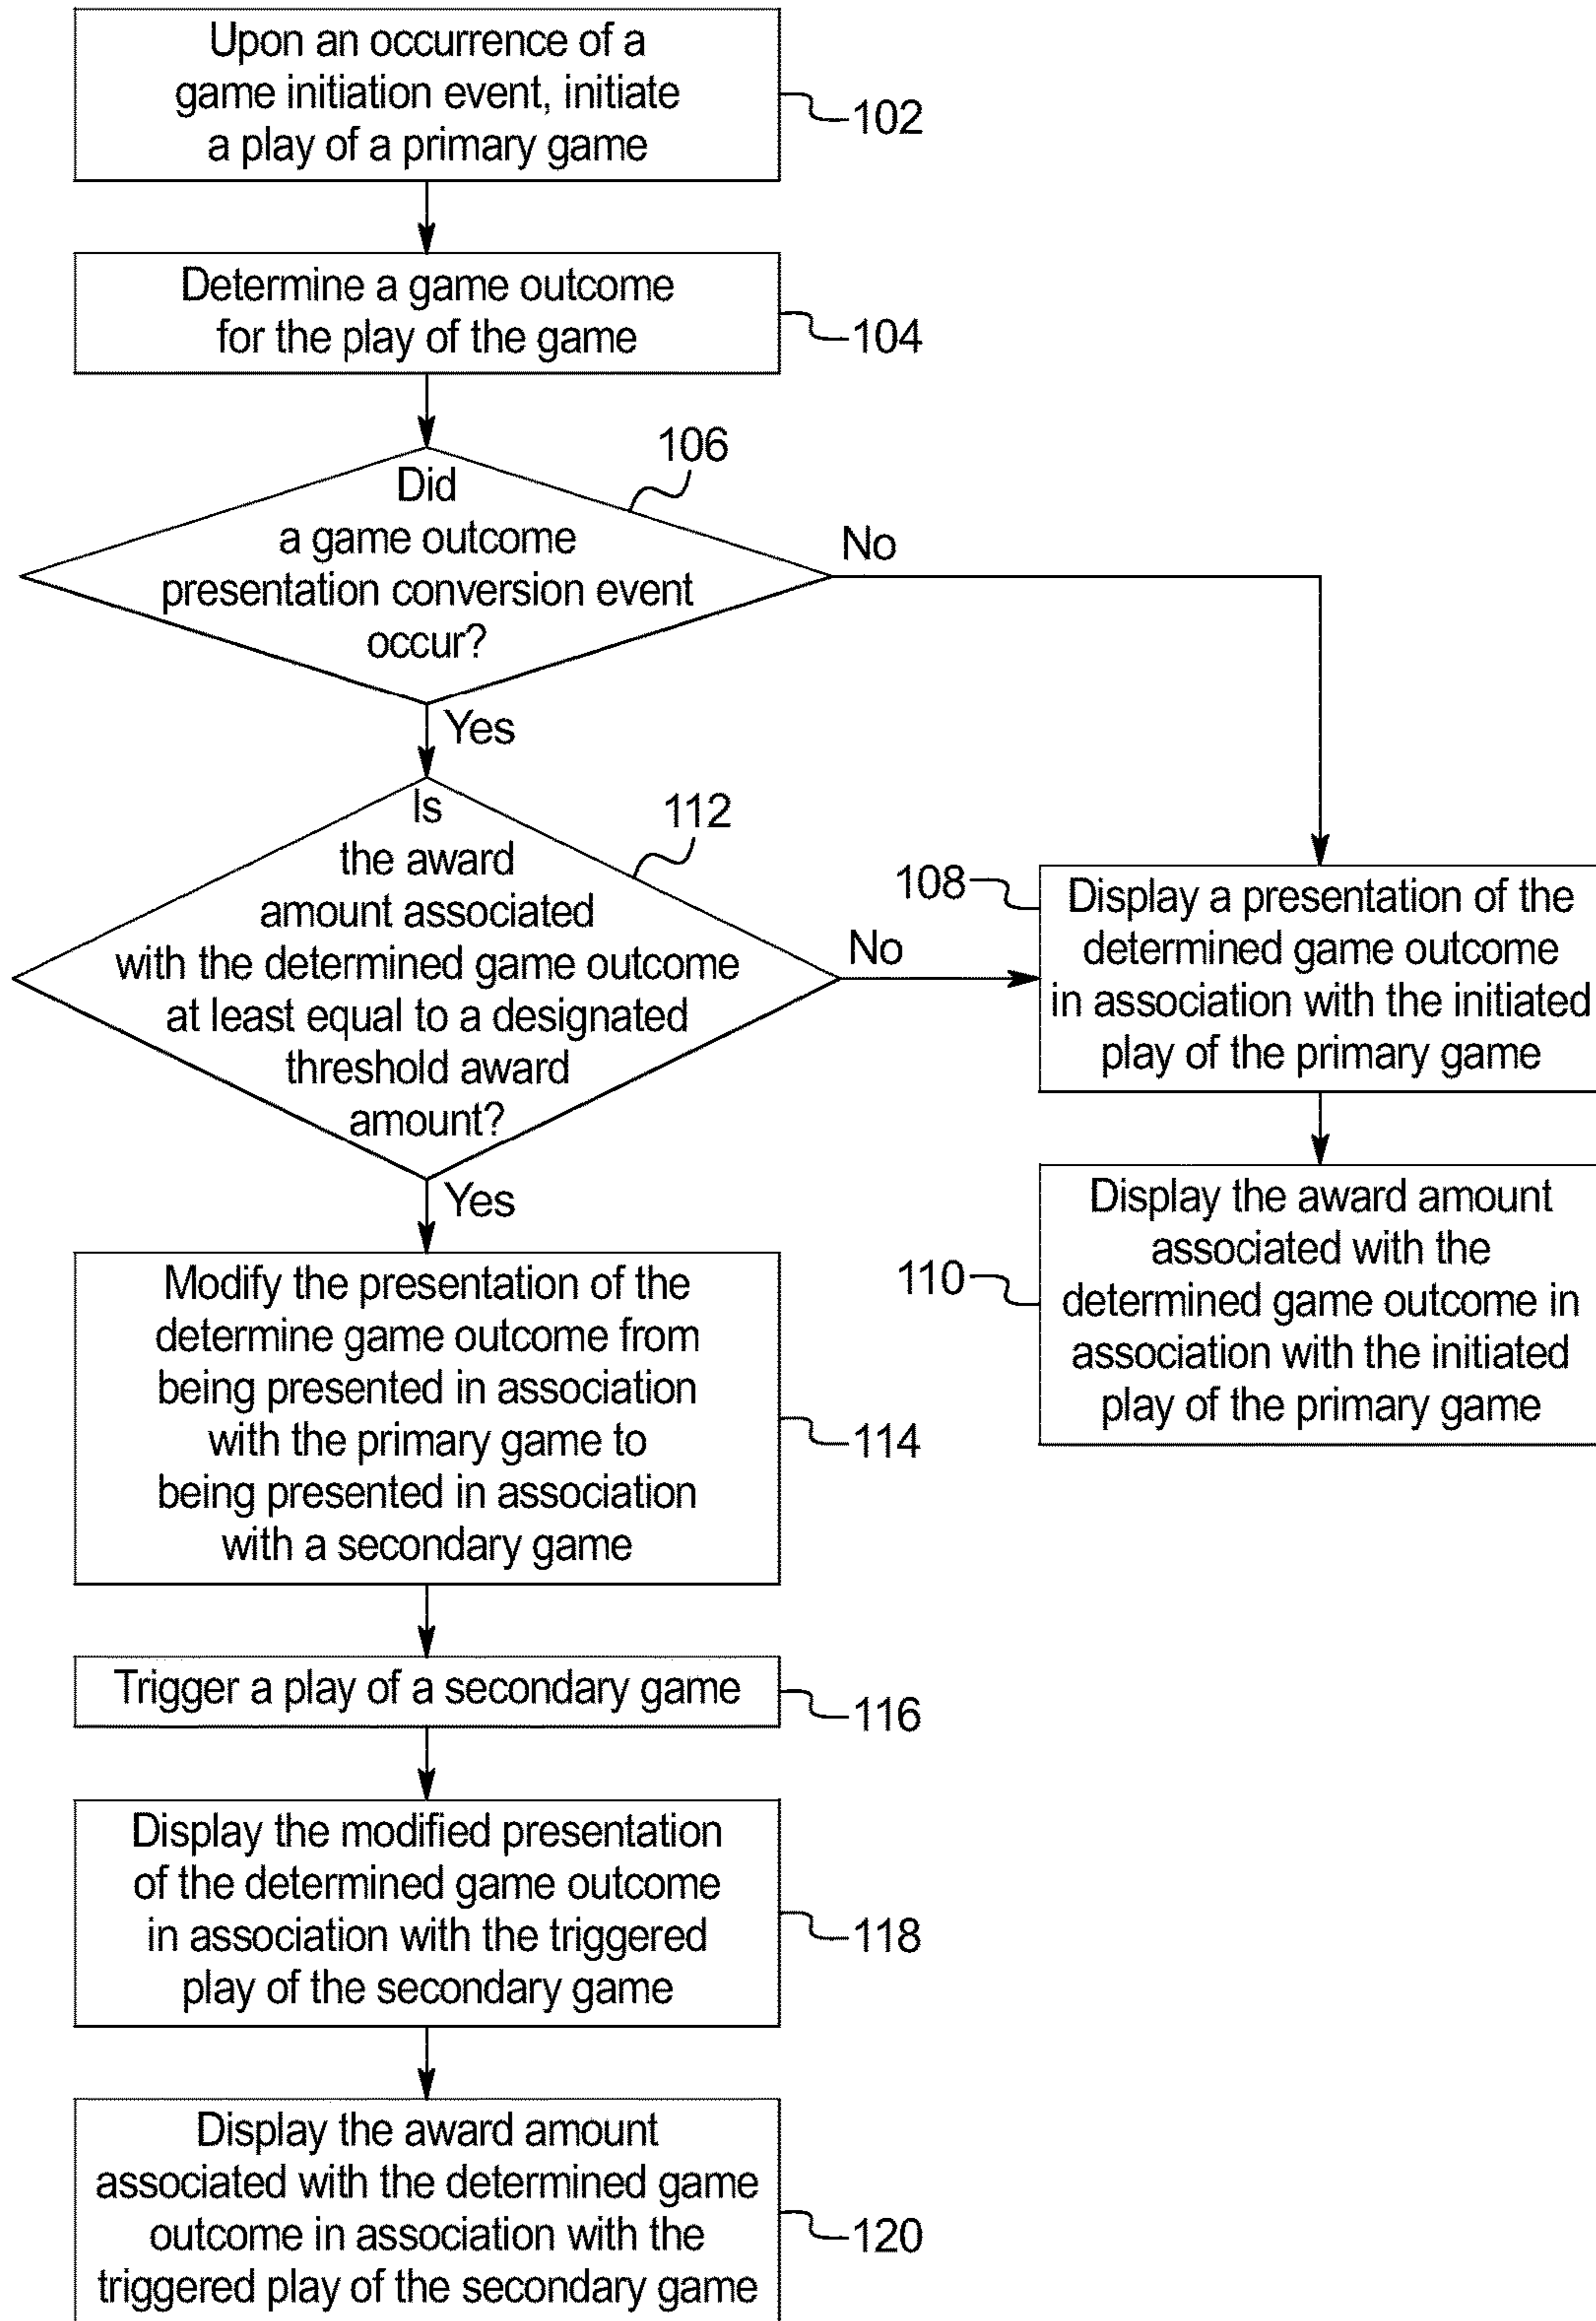 Upon an occurrence of a
game initiation event, initiate
a play of a primary game
102
Determine a game outcome
for the play of the game
104
106
Did
a game outcome
presentation conversion event
occur?
No
Yes
112
Is
the award
amount associated
with the determined game outcome
at least equal to a designated
threshold award
amount?
No
Yes
108
Display a presentation of the
determined game outcome
in association with the initiated
play of the primary game
110
Display the award amount
associated with the
determined game outcome in
association with the initiated
play of the primary game
Modify the presentation of the
determine game outcome from
being presented in association
with the primary game to
being presented in association
with a secondary game
114
Trigger a play of a secondary game
116
Display the modified presentation
of the determined game outcome
in association with the triggered
play of the secondary game
118
Display the award amount
associated with the determined game
outcome in association with the
triggered play of the secondary game
120